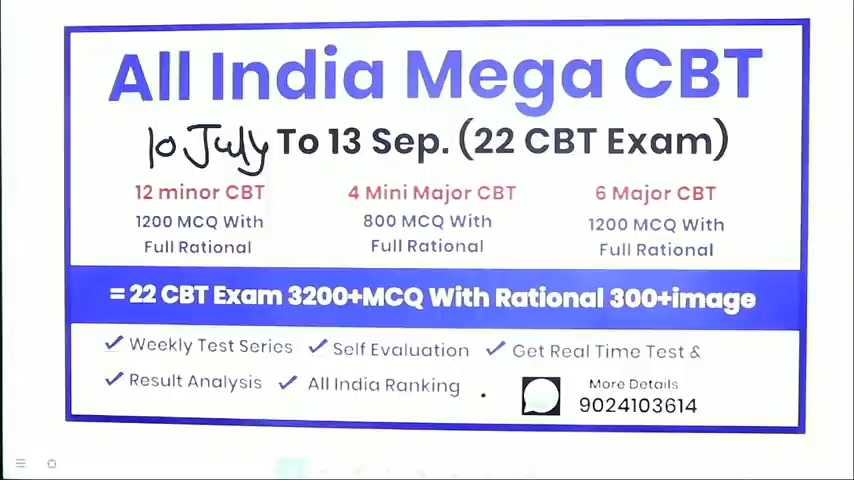 All India Mega CBT
10 July To 13 Sep. (22 CBT Exam)
12 minor CBT
1200 MCQ With
Full Rational
4 Mini Major CBT
800 MCQ With
Full Rational
6 Major CBT
1200 MCQ With
Full Rational
= 22 CBT Exam 3200+MCQ With Rational 300+image
✓ Weekly Test Series ✓ Self Evaluation ✓ Get Real Time Test &
✓ Result Analysis ✓ All India Ranking .
More Details
9024103614